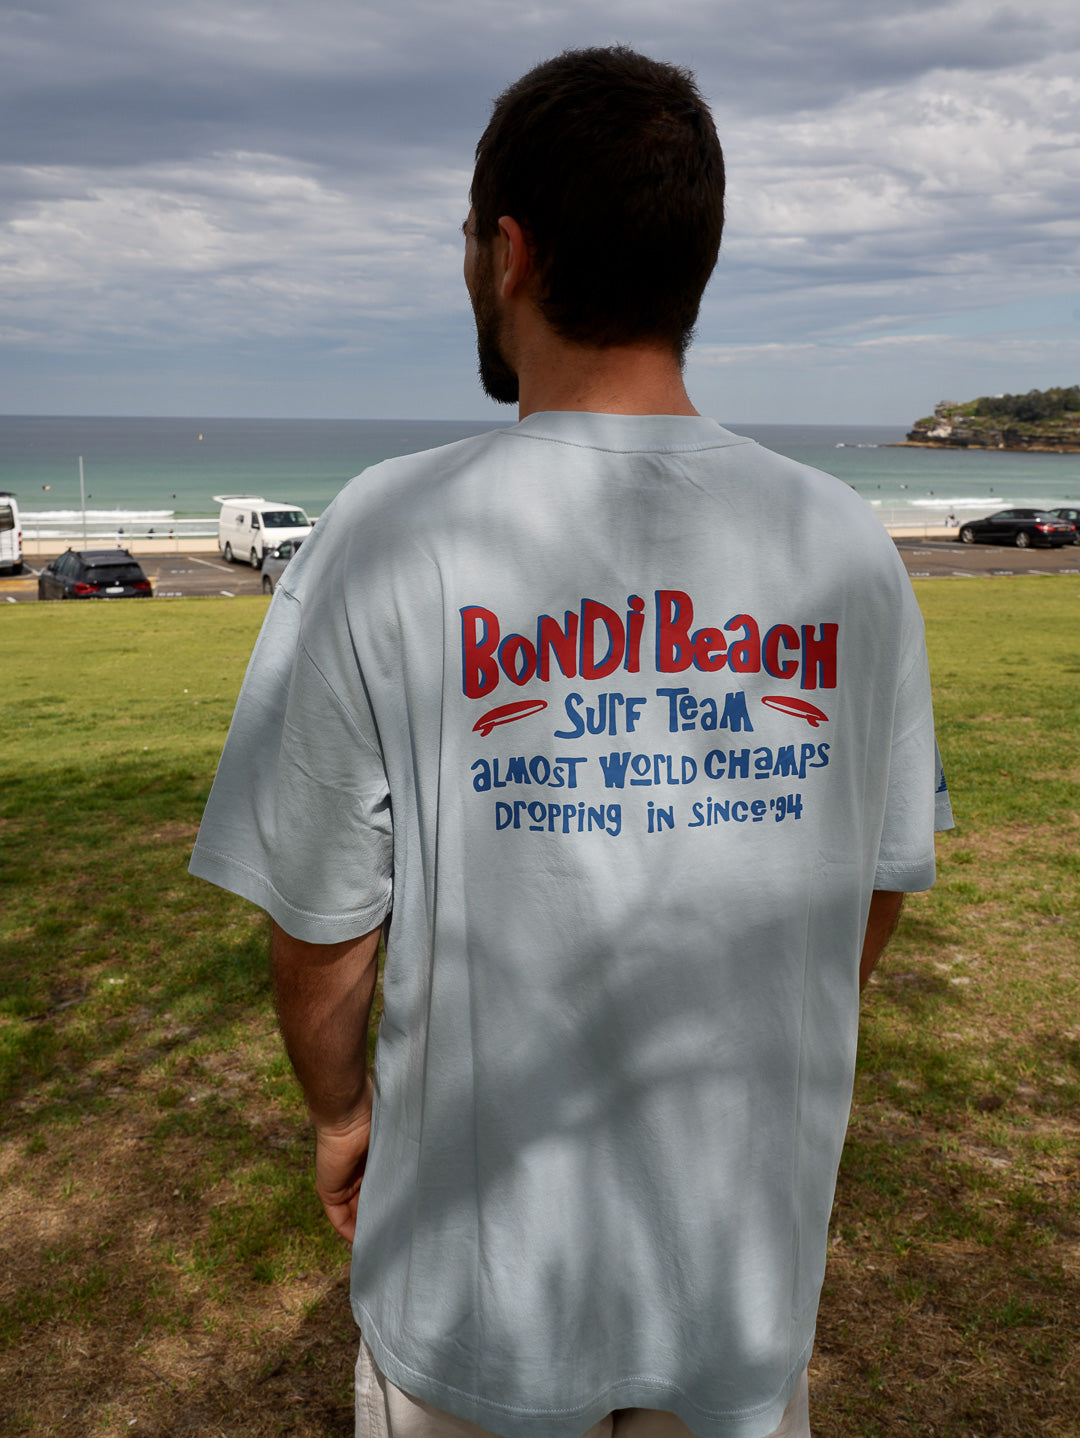 BONDi BeacH
SUrF TeaM
aLMOST WOrLD CHaMPS
DrOPPING iN SiNCe '94